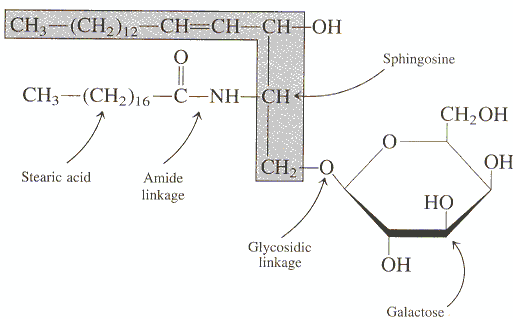 CH₃—(CH₂)₁₂—CH=CH—CH—OH
Sphingosine
O
CH₃—(CH₂)₁₆—C—NH—CH
CH₂OH
O
OH
Stearic acid
Amide
linkage
CH₂—O
HO
Glycosidic
linkage
OH
Galactose